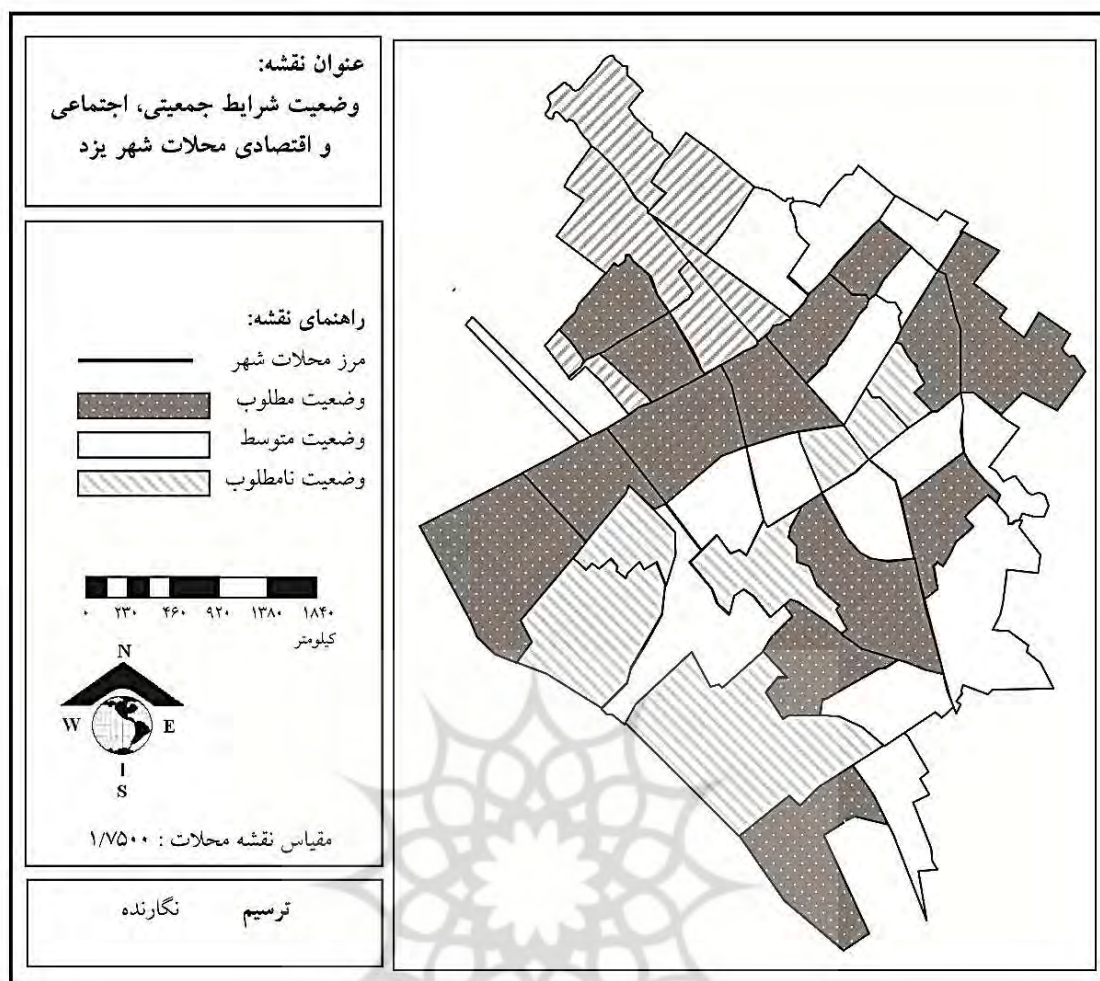 عنوان نقشه:
وضعیت شرایط جمعیتی، اجتماعی
و اقتصادی محلات شهر یزد
راهنمای نقشه:
مرز محلات شهر
وضعیت مطلوب
وضعیت متوسط
وضعیت نامطلوب
۰ ۲۳۰ ۴۶۰ ۹۲۰ ۱۳۸۰ ۱۸۴۰
کیلومتر
N
W E
S
مقیاس نقشه محلات : ۱/۷۵۰۰
ترسیم نگارنده